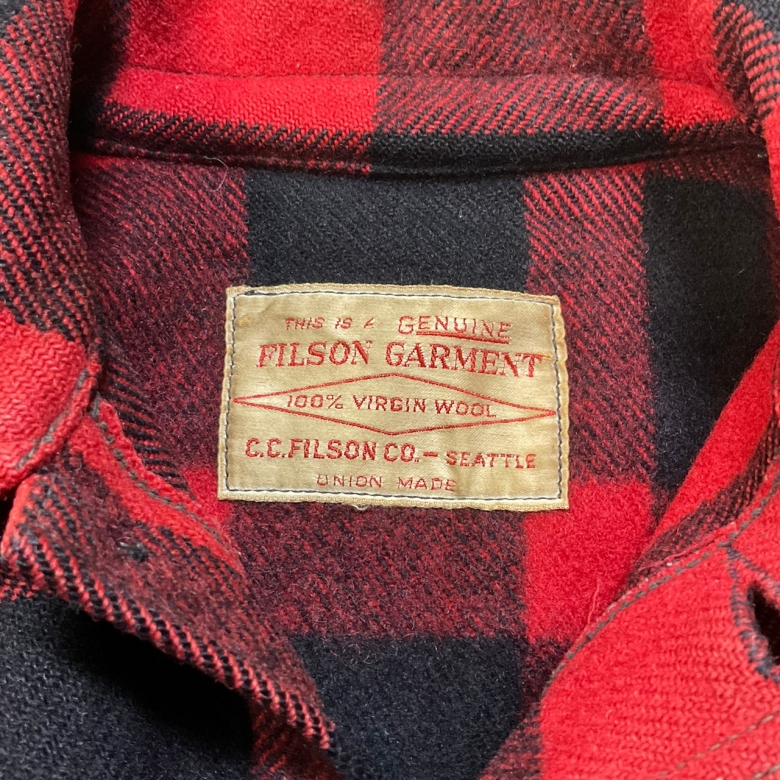 THIS IS A GENUINE
FILSON GARMENT
100% VIRGIN WOOL
C.C. FILSON CO. — SEATTLE
UNION MADE